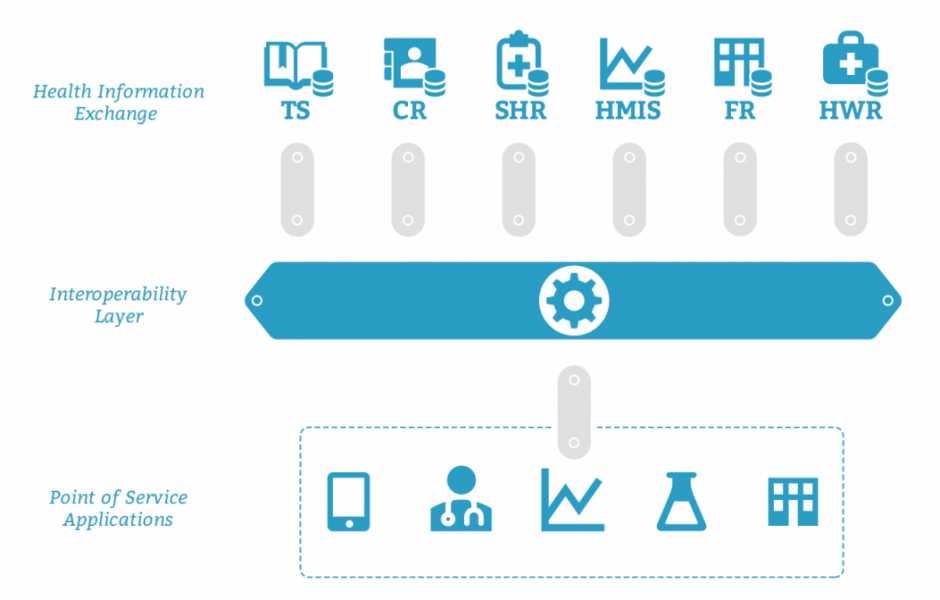 Health Information
Exchange
TS
CR
SHR
HMIS
FR
HWR
Interoperability
Layer
Point of Service
Applications